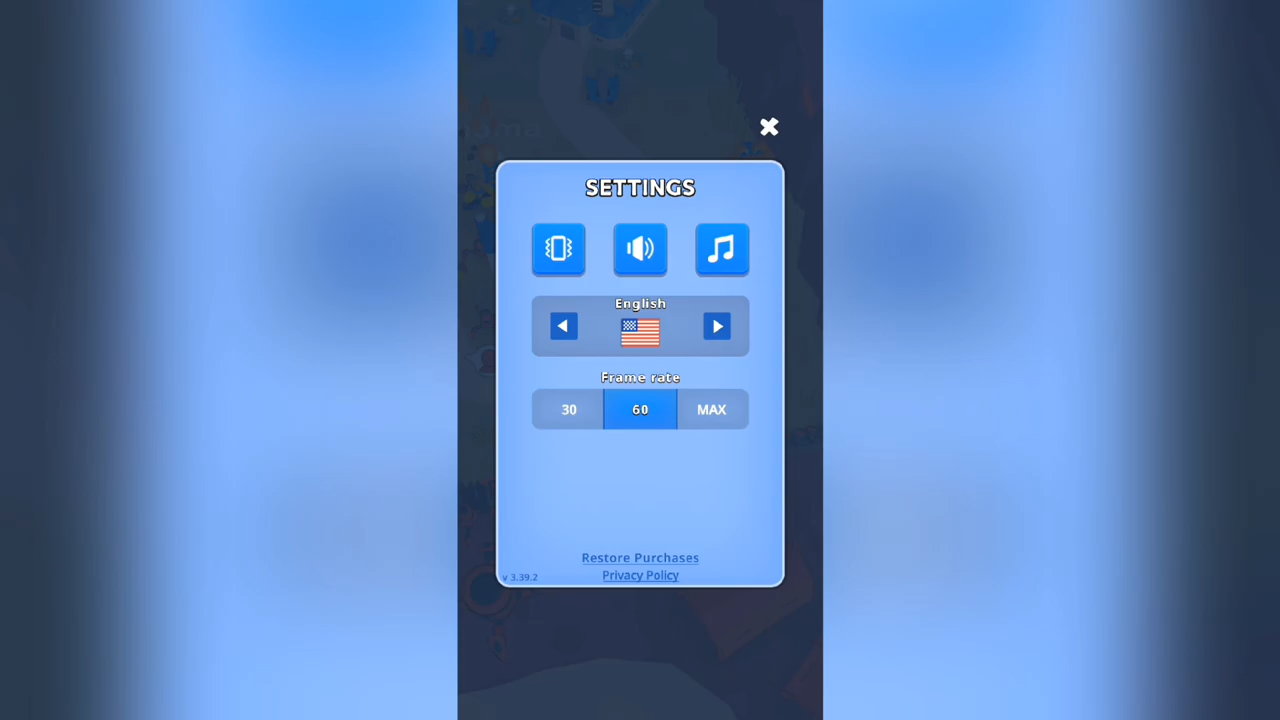 SETTINGS
English
Frame rate
30 60 MAX
Restore Purchases
Privacy Policy
v 3.39.2